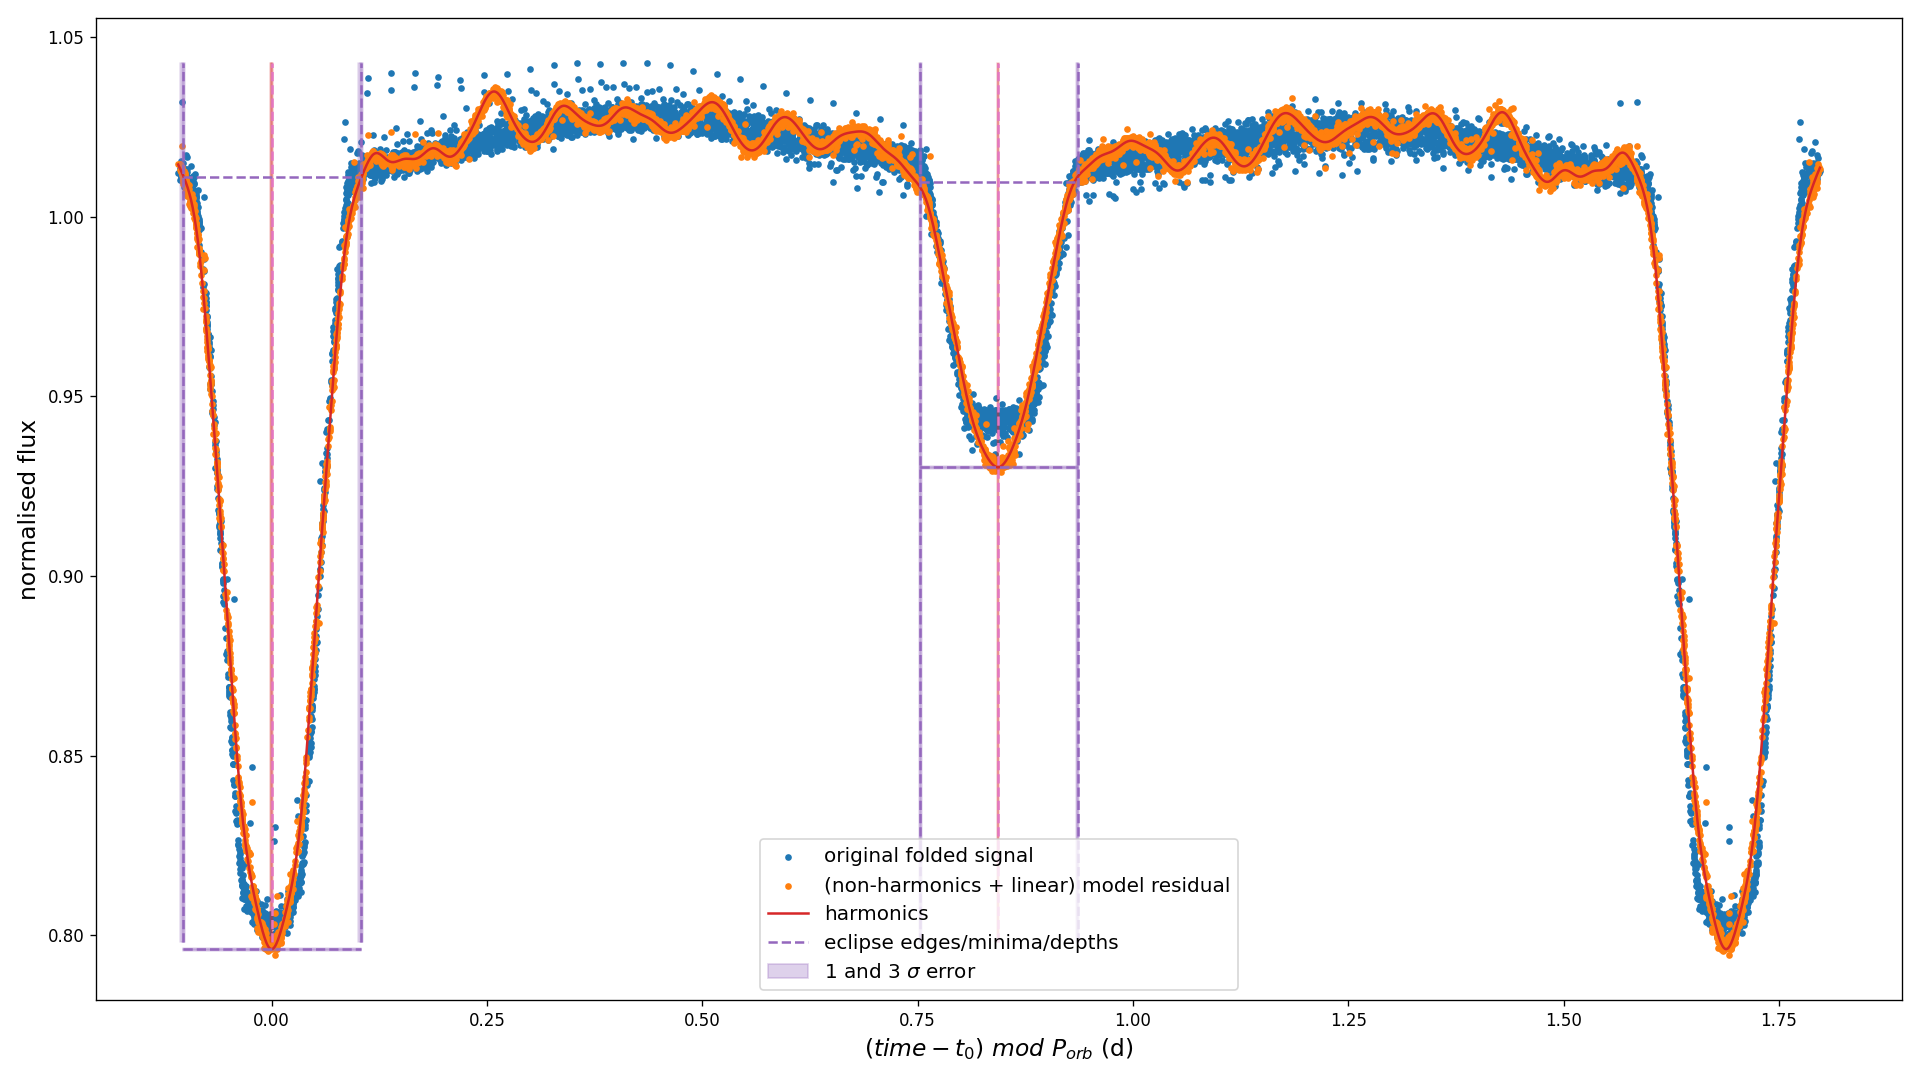 1.05
1.00
0.95
0.90
0.85
0.80
normalised flux
original folded signal
(non-harmonics + linear) model residual
harmonics
eclipse edges/minima/depths
1 and 3 σ error
0.00 0.25 0.50 0.75 1.00 1.25 1.50 1.75
(time − t₀) mod P_orb (d)